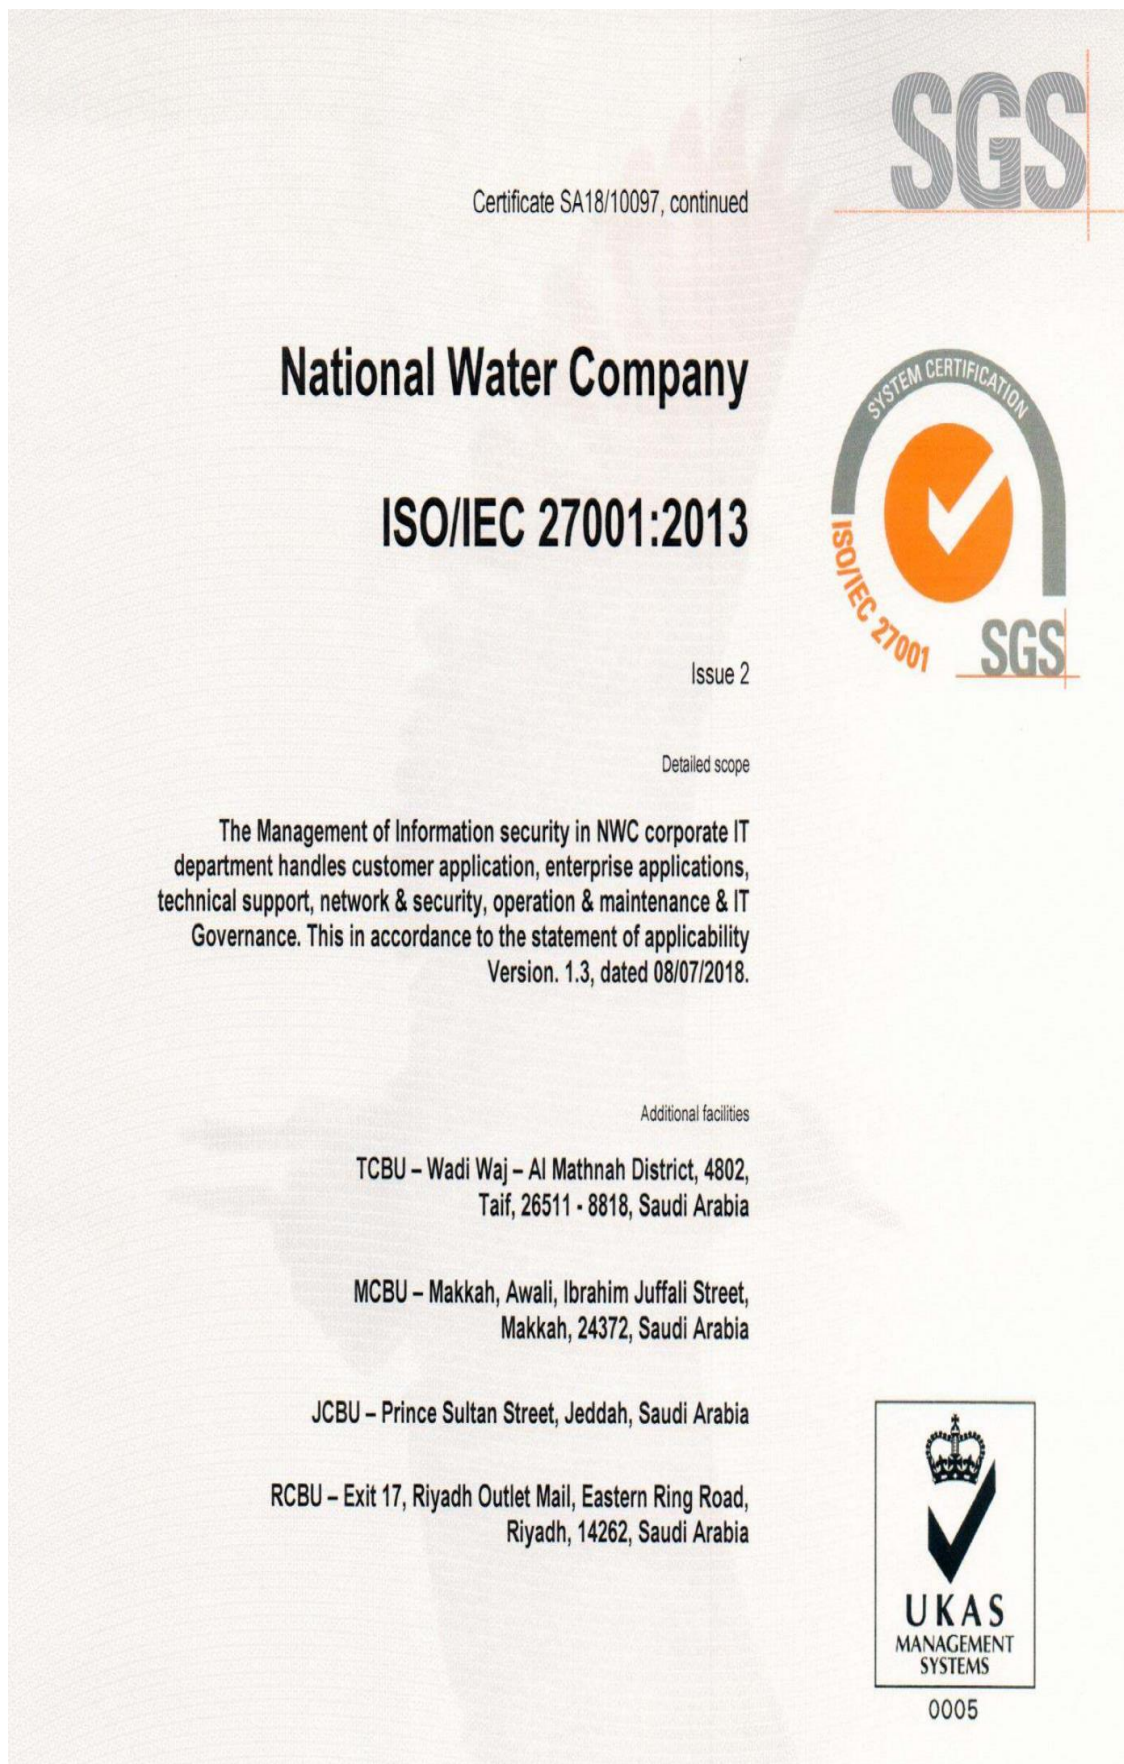 SGS
Certificate SA18/10097, continued
National Water Company
SYSTEM CERTIFICATION
ISO/IEC 27001:2013
ISO/IEC 27001
SGS
Issue 2
Detailed scope
The Management of Information security in NWC corporate IT
department handles customer application, enterprise applications,
technical support, network & security, operation & maintenance & IT
Governance. This in accordance to the statement of applicability
Version. 1.3, dated 08/07/2018.
Additional facilities
TCBU – Wadi Waj – Al Mathnah District, 4802,
Taif, 26511 - 8818, Saudi Arabia
MCBU – Makkah, Awali, Ibrahim Juffali Street,
Makkah, 24372, Saudi Arabia
JCBU – Prince Sultan Street, Jeddah, Saudi Arabia
RCBU – Exit 17, Riyadh Outlet Mail, Eastern Ring Road,
Riyadh, 14262, Saudi Arabia
UKAS
MANAGEMENT
SYSTEMS
0005